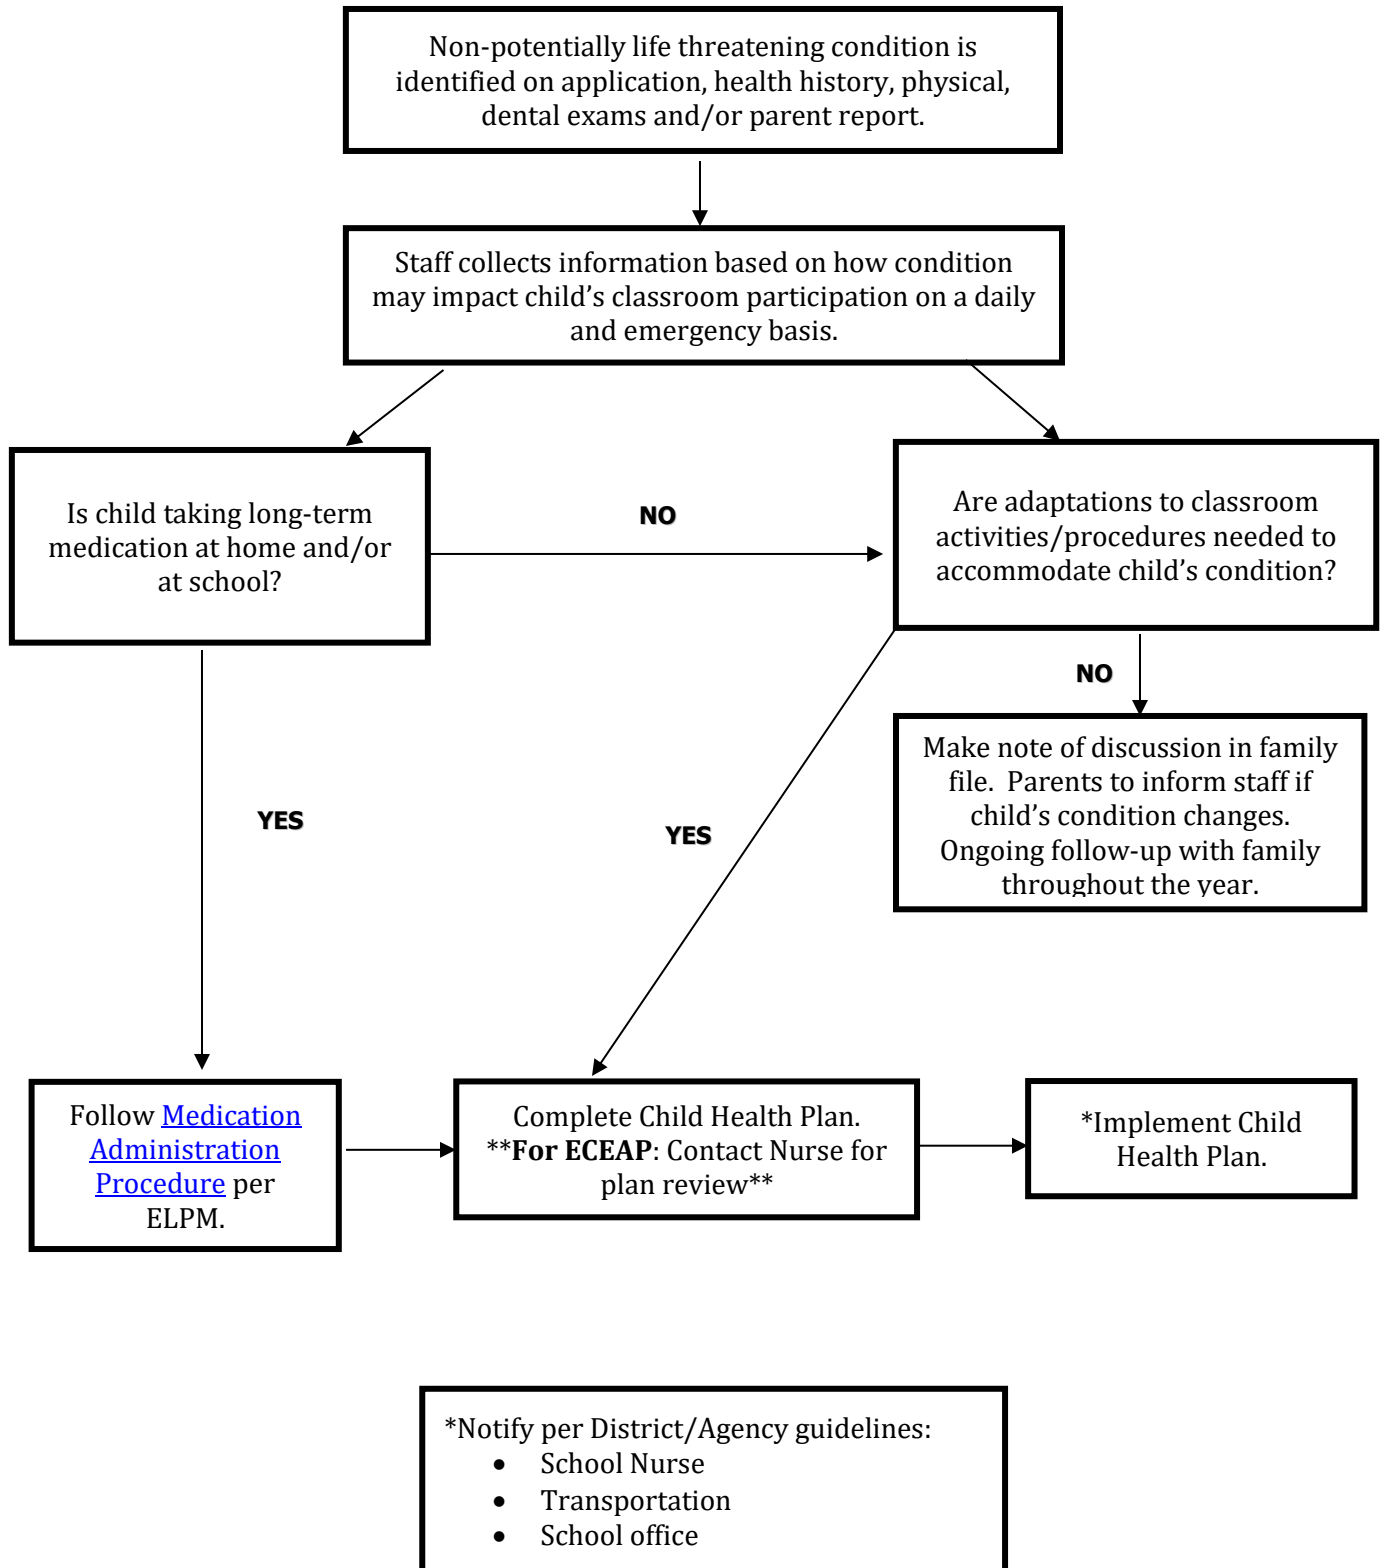 Non-potentially life threatening condition is
identified on application, health history, physical,
dental exams and/or parent report.
Staff collects information based on how condition
may impact child’s classroom participation on a daily
and emergency basis.
Is child taking long-term
medication at home and/or
at school?
NO
Are adaptations to classroom
activities/procedures needed to
accommodate child’s condition?
NO
Make note of discussion in family
file.  Parents to inform staff if
child’s condition changes.
Ongoing follow-up with family
throughout the year.
YES
YES
Follow Medication
Administration
Procedure per
ELPM.
Complete Child Health Plan.
**For ECEAP: Contact Nurse for
plan review**
*Implement Child
Health Plan.
*Notify per District/Agency guidelines:
• School Nurse
• Transportation
• School office